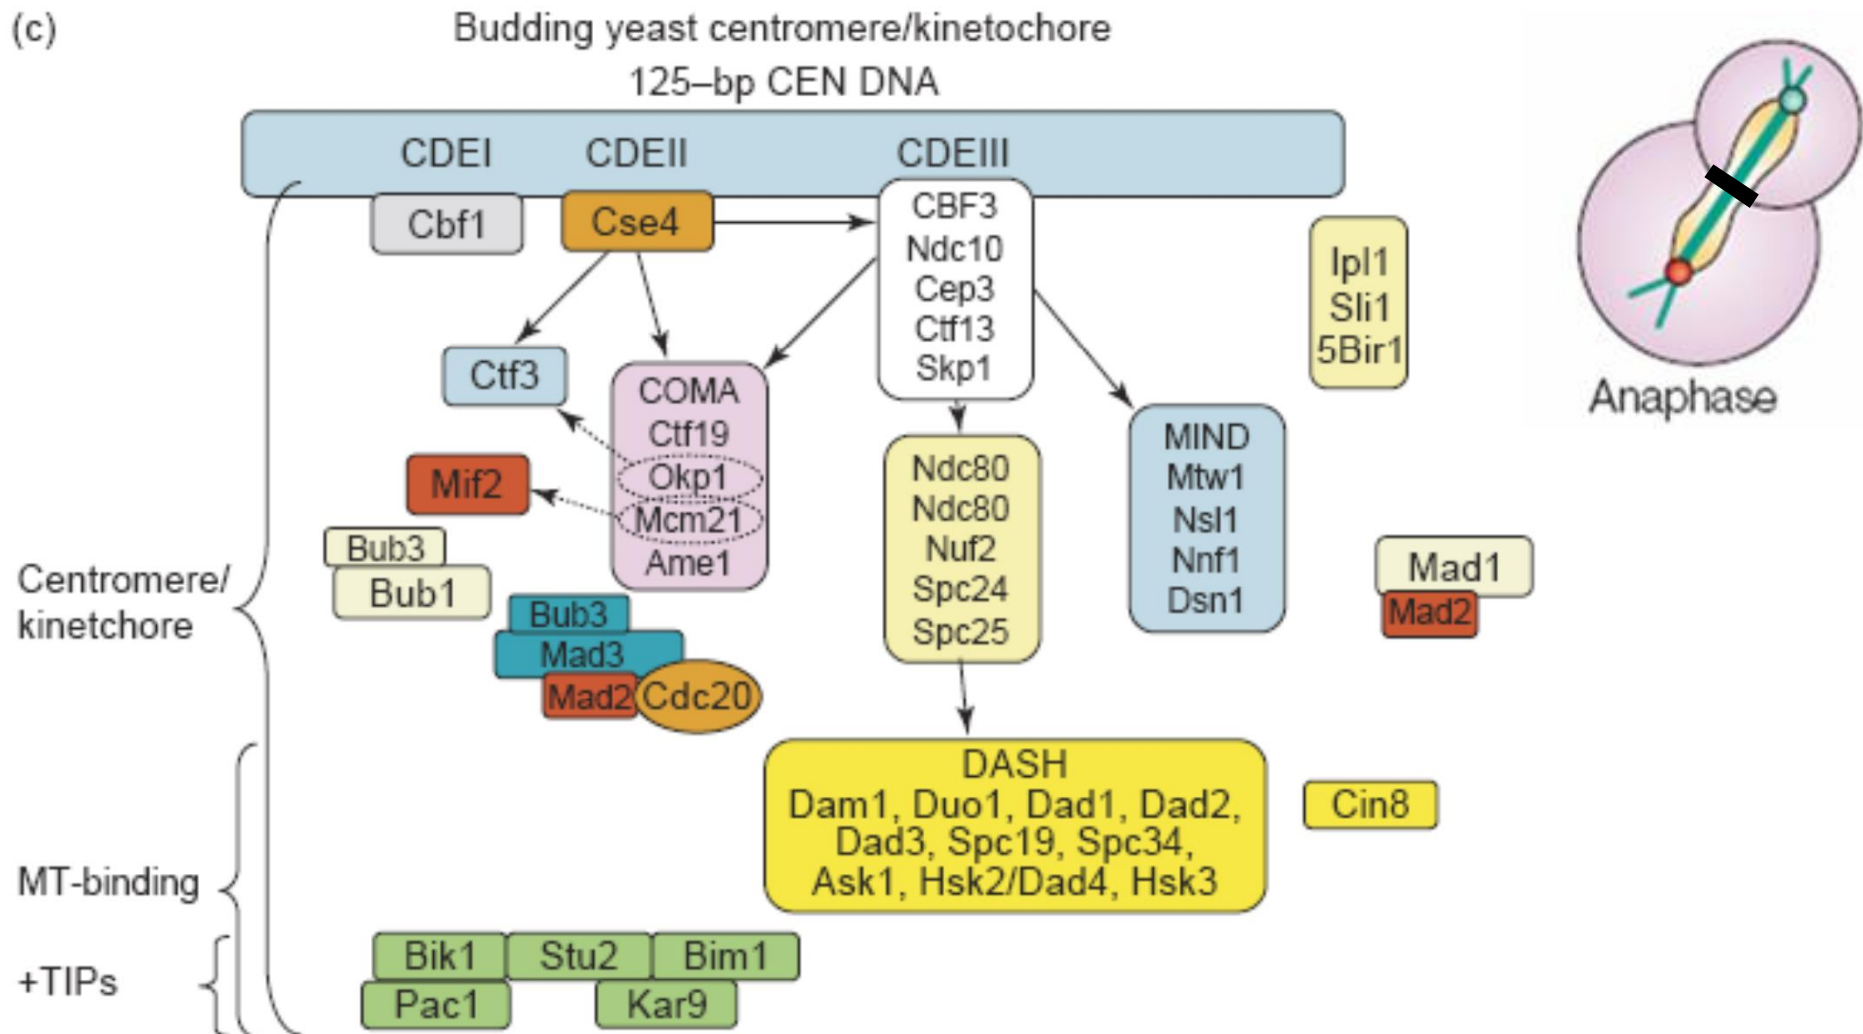 (c)
Budding yeast centromere/kinetochore
125–bp CEN DNA
CDEI
CDEII
CDEIII
Cbf1
Cse4
CBF3
Ndc10
Cep3
Ctf13
Skp1
Ipl1
Sli1
5Bir1
Anaphase
Ctf3
COMA
Ctf19
Okp1
Mcm21
Ame1
Mif2
Ndc80
Ndc80
Nuf2
Spc24
Spc25
MIND
Mtw1
Nsl1
Nnf1
Dsn1
Bub3
Bub1
Mad1
Mad2
Centromere/
kinetchore
Bub3
Mad3
Mad2
Cdc20
DASH
Dam1, Duo1, Dad1, Dad2,
Dad3, Spc19, Spc34,
Ask1, Hsk2/Dad4, Hsk3
Cin8
MT-binding
+TIPs
Bik1
Stu2
Bim1
Pac1
Kar9